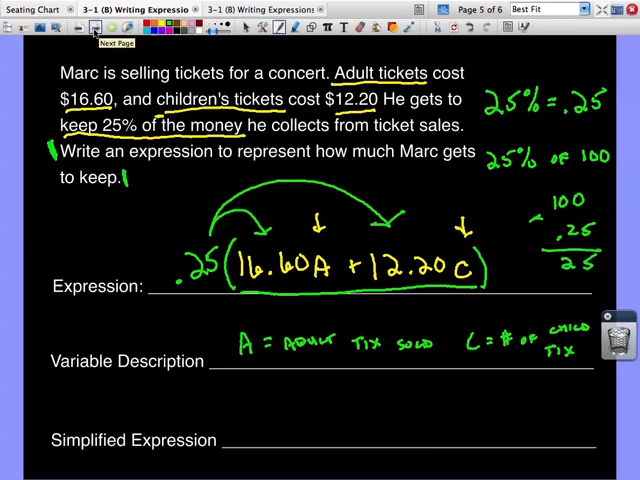 Seating Chart
3–1 (B) Writing Expressio
3–1 (B) Writing Expressions
Page 5 of 6
Best Fit
Next Page
Marc is selling tickets for a concert. Adult tickets cost
$16.60, and children's tickets cost $12.20 He gets to
keep 25% of the money he collects from ticket sales.
Write an expression to represent how much Marc gets
to keep.
25% = .25
25% OF 100
100
.25
25
.25 (16.60A + 12.20C)
Expression:
A = ADULT TIX SOLD C = # OF CHILD TIX
Variable Description
Simplified Expression